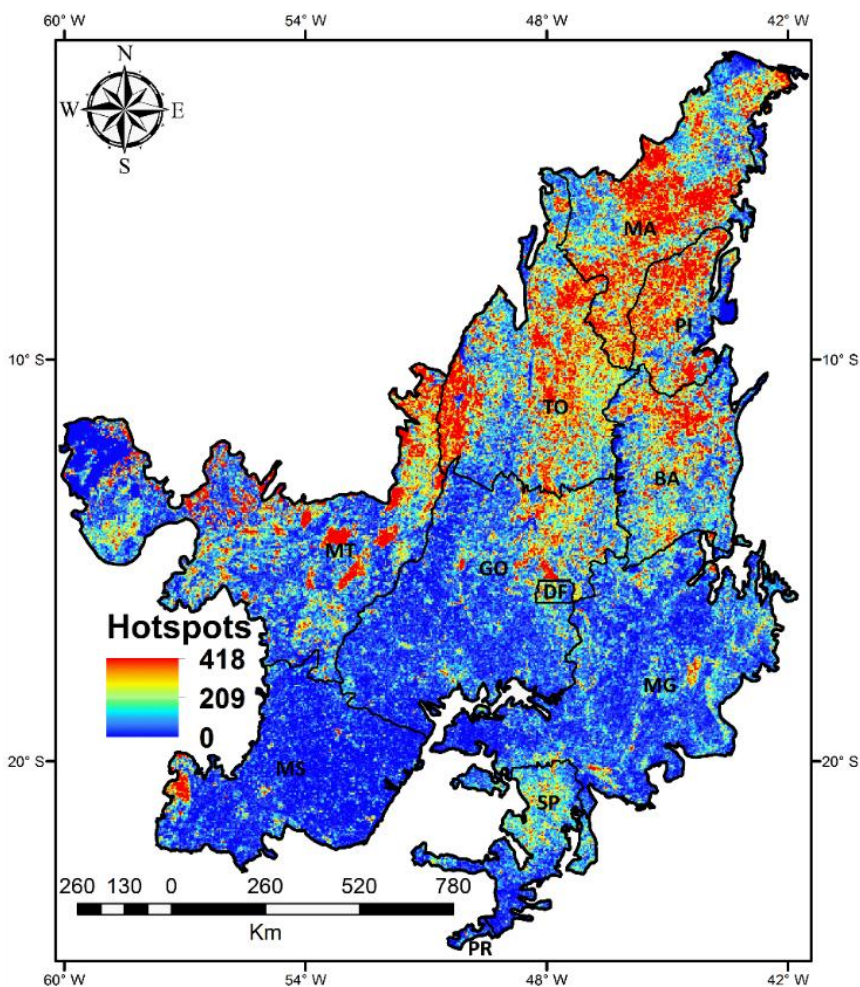 60° W 54° W 48° W 42° W
N
W E
S
MA
PI
10° S 10° S
TO
BA
MT
GO
DF
Hotspots
418
209
0
MG
20° S 20° S
MS
SP
260 130 0 260 520 780
Km
PR
60° W 54° W 48° W 42° W